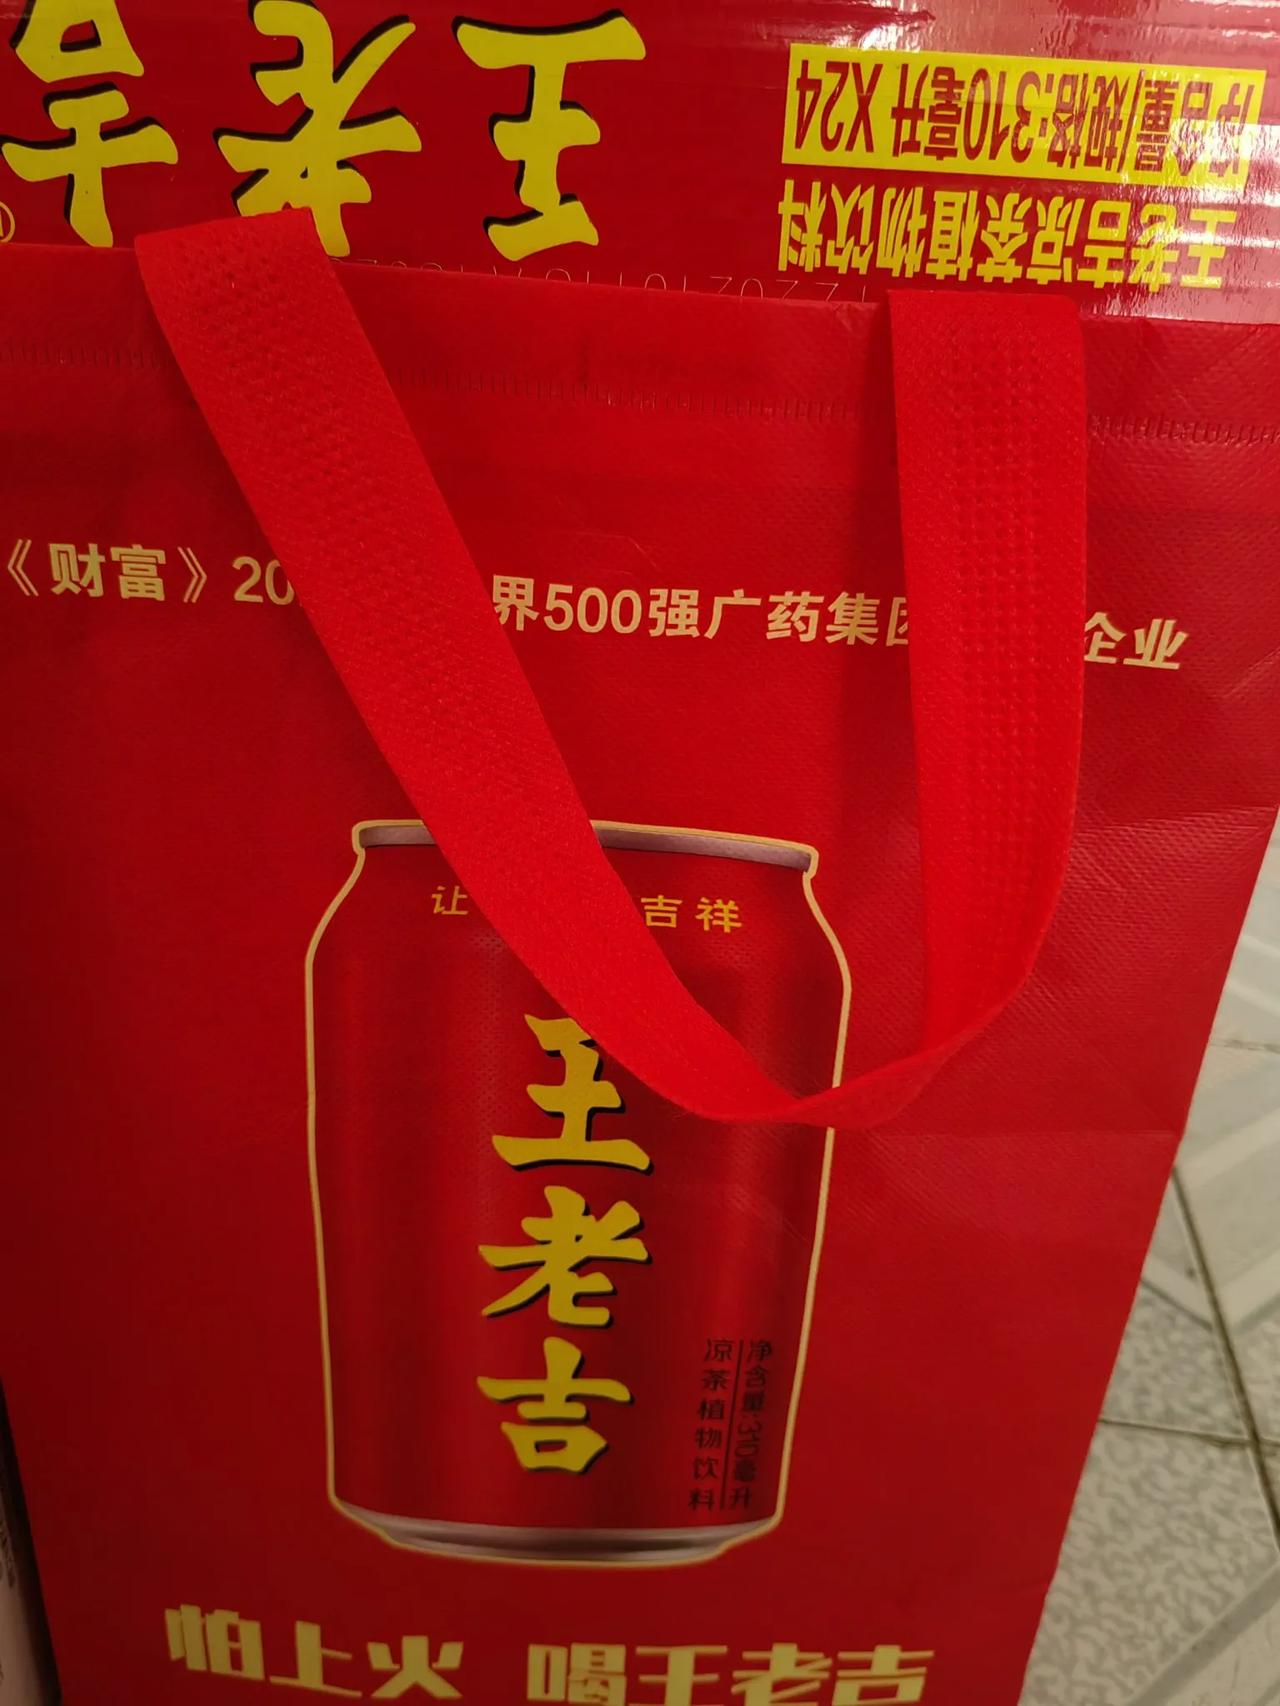 王老吉
净含量/规格:310毫升 X24
王老吉凉茶植物饮料
《财富》20
界500强广药集团
企业
让
吉祥
王老吉
凉茶植物饮料
净含量:310毫升
怕上火 喝王老吉